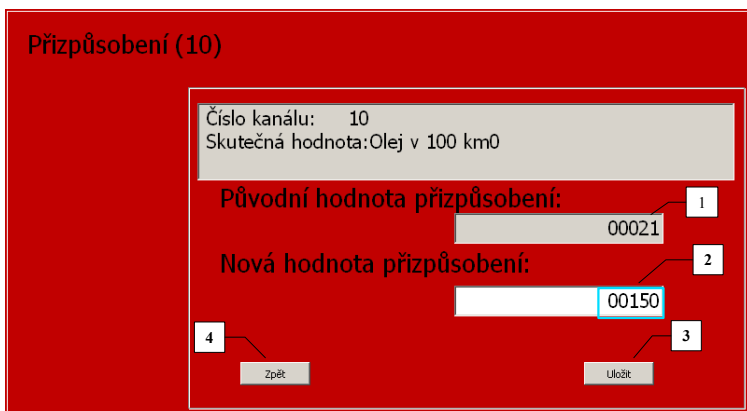 Přizpůsobení (10)
Číslo kanálu: 10
Skutečná hodnota:Olej v 100 km0
Původní hodnota přizpůsobení:
1
00021
Nová hodnota přizpůsobení:
2
00150
4
3
Zpět
Uložit